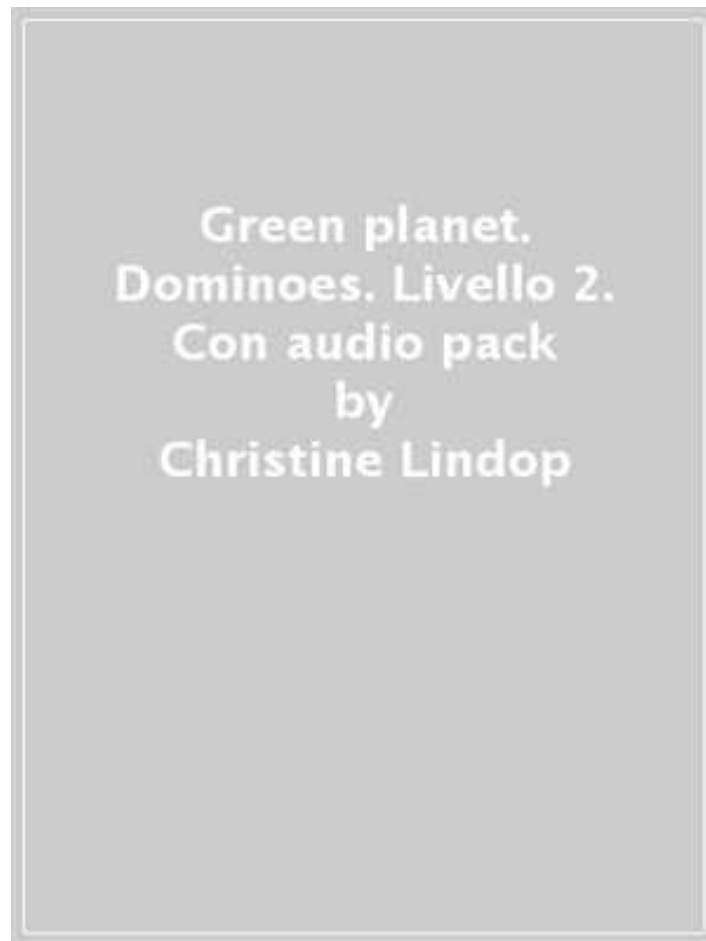 Green planet.
Dominoes. Livello 2.
Con audio pack
by
Christine Lindop